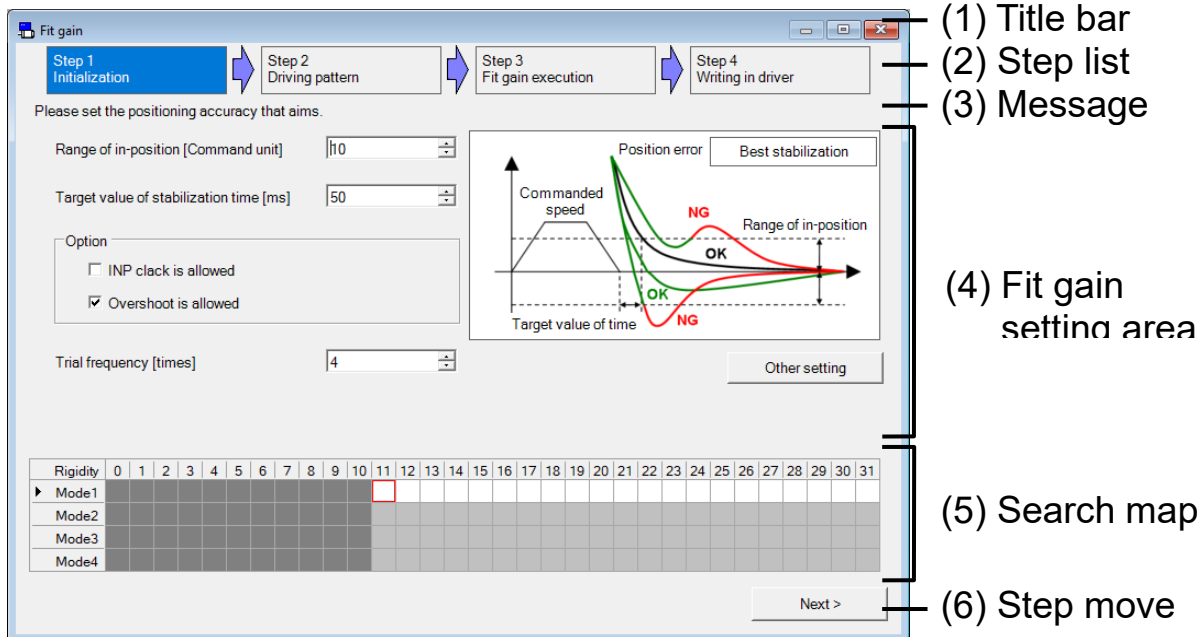 Fit gain
(1) Title bar
Step 1
Initialization
Step 2
Driving pattern
Step 3
Fit gain execution
Step 4
Writing in driver
(2) Step list
Please set the positioning accuracy that aims.
(3) Message
Range of in-position [Command unit]
10
Target value of stabilization time [ms]
50
Option
INP clack is allowed
Overshoot is allowed
Trial frequency [times]
4
Position error
Best stabilization
Commanded
speed
NG
Range of in-position
OK
OK
Target value of time
NG
Other setting
(4) Fit gain
setting area
Rigidity 0 1 2 3 4 5 6 7 8 9 10 11 12 13 14 15 16 17 18 19 20 21 22 23 24 25 26 27 28 29 30 31
Mode1
Mode2
Mode3
Mode4
(5) Search map
Next >
(6) Step move